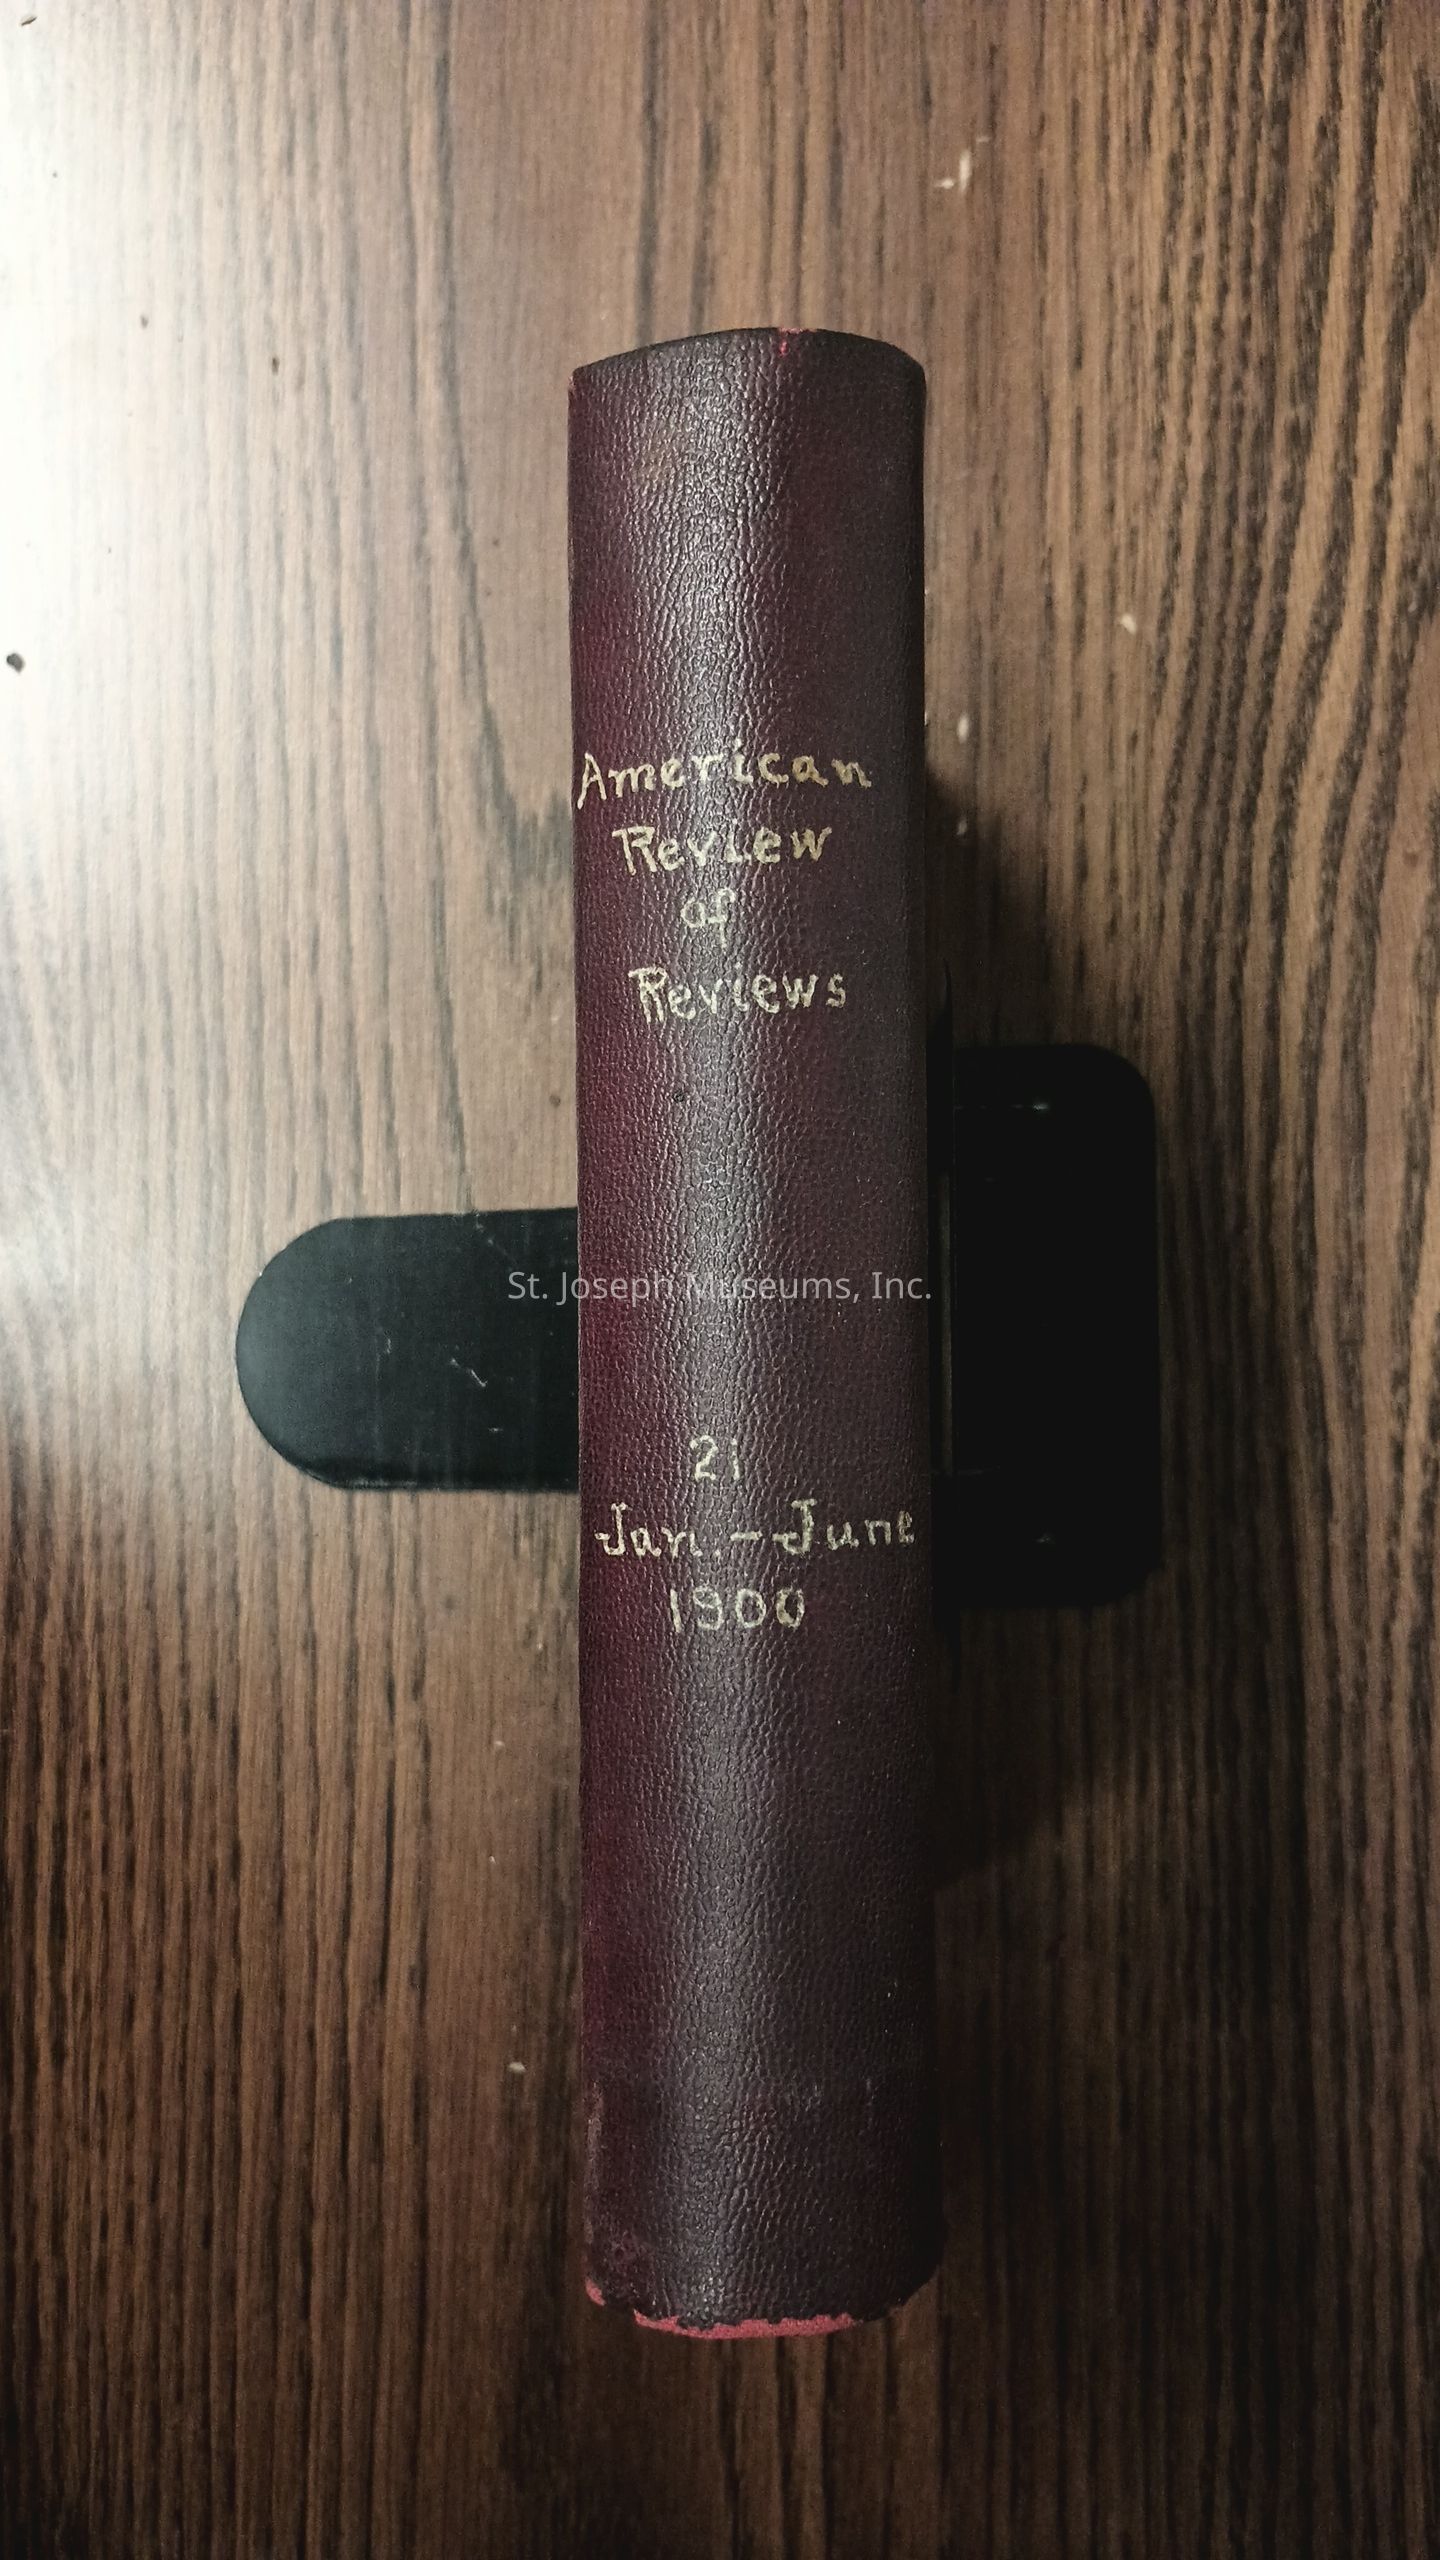 American
Review
of
Reviews
St. Joseph Museums, Inc.
21
Jan. - June
1900